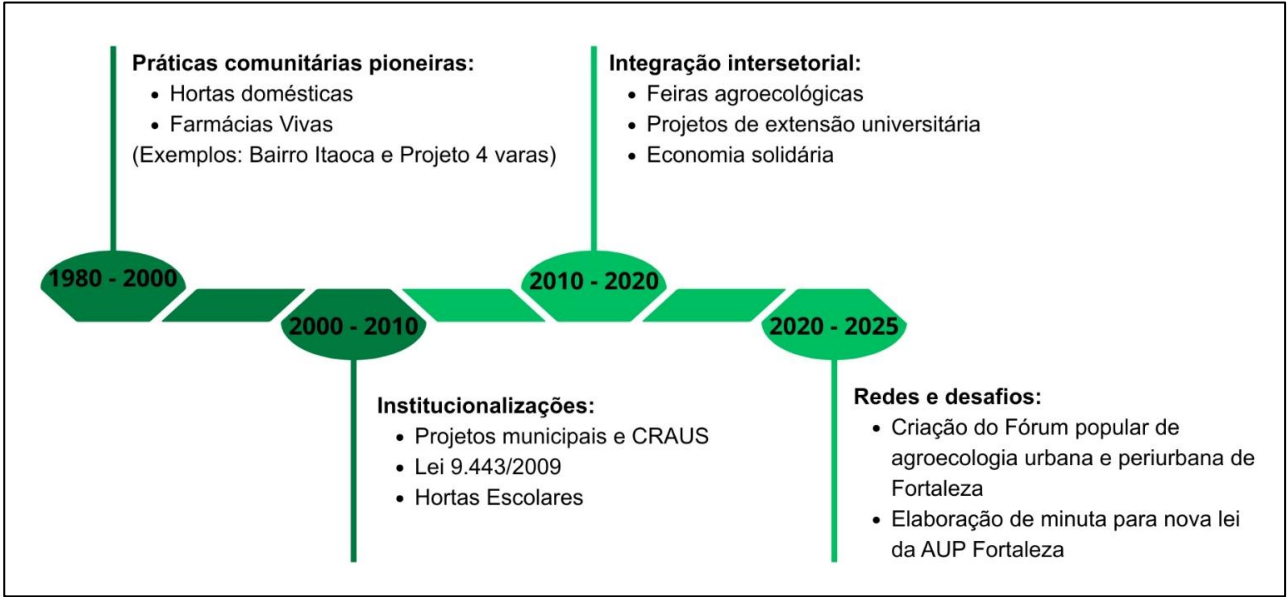 Práticas comunitárias pioneiras:
• Hortas domésticas
• Farmácias Vivas
(Exemplos: Bairro Itaoca e Projeto 4 varas)
Integração intersetorial:
• Feiras agroecológicas
• Projetos de extensão universitária
• Economia solidária
1980 - 2000
2000 - 2010
2010 - 2020
2020 - 2025
Institucionalizações:
• Projetos municipais e CRAUS
• Lei 9.443/2009
• Hortas Escolares
Redes e desafios:
• Criação do Fórum popular de
agroecologia urbana e periurbana de
Fortaleza
• Elaboração de minuta para nova lei
da AUP Fortaleza